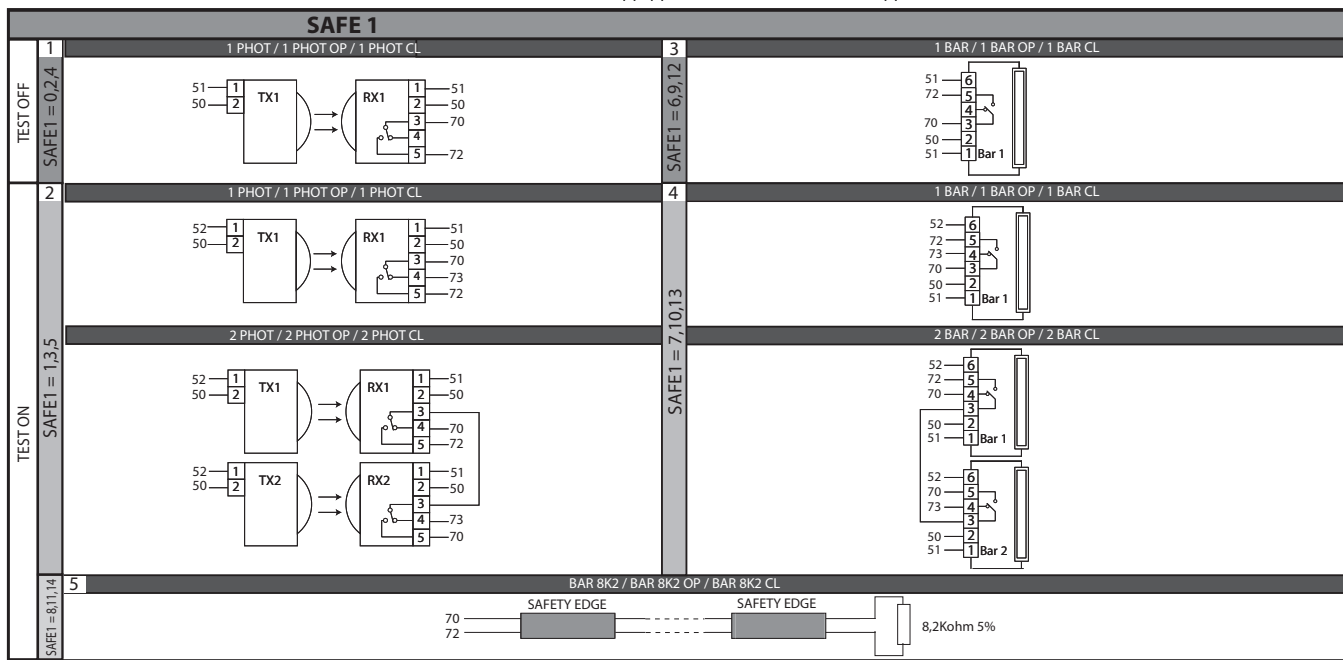 SAFE 1
TEST OFF
SAFE1 = 0,2,4
1
1 PHOT / 1 PHOT OP / 1 PHOT CL
51 1 TX1 RX1 1 51
50 2 2 50
3 70
4
5 72
SAFE1 = 6,9,12
3
1 BAR / 1 BAR OP / 1 BAR CL
51 6
72 5
4
70 3
50 2
51 1 Bar 1
TEST ON
SAFE1 = 1,3,5
2
1 PHOT / 1 PHOT OP / 1 PHOT CL
52 1 TX1 RX1 1 51
50 2 2 50
3 70
4 73
5 72
2 PHOT / 2 PHOT OP / 2 PHOT CL
52 1 TX1 RX1 1 51
50 2 2 50
3
4 70
5 72
52 1 TX2 RX2 1 51
50 2 2 50
3
4 73
5 70
SAFE1 = 7,10,13
4
1 BAR / 1 BAR OP / 1 BAR CL
52 6
72 5
73 4
70 3
50 2
51 1 Bar 1
2 BAR / 2 BAR OP / 2 BAR CL
52 6
72 5
70 4
3
50 2
51 1 Bar 1
52 6
70 5
73 4
3
50 2
51 1 Bar 2
SAFE1 = 8,11,14
5
BAR 8K2 / BAR 8K2 OP / BAR 8K2 CL
SAFETY EDGE SAFETY EDGE
70
72
8,2Kohm 5%